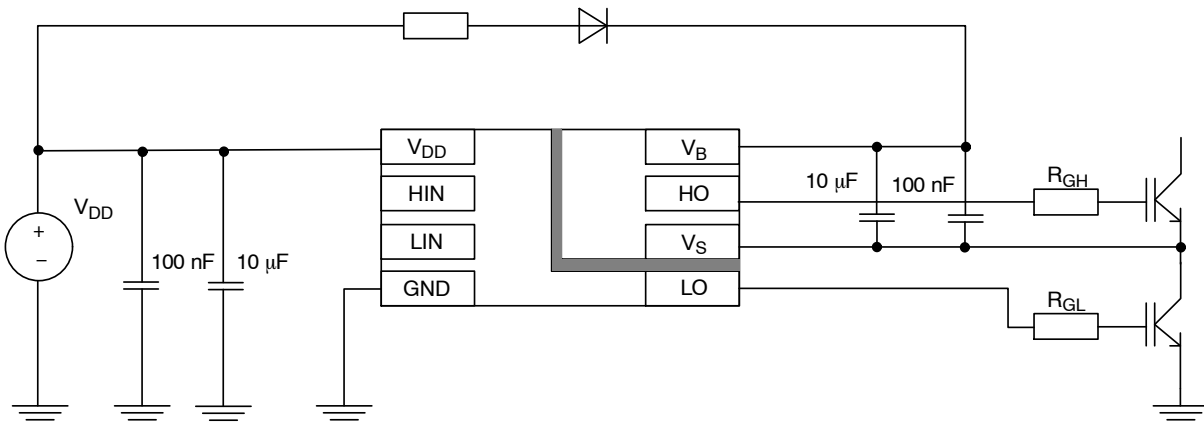 V_DD
V_B
HIN
HO
10 μF
100 nF
R_GH
V_DD
+
−
LIN
V_S
100 nF
10 μF
GND
LO
R_GL